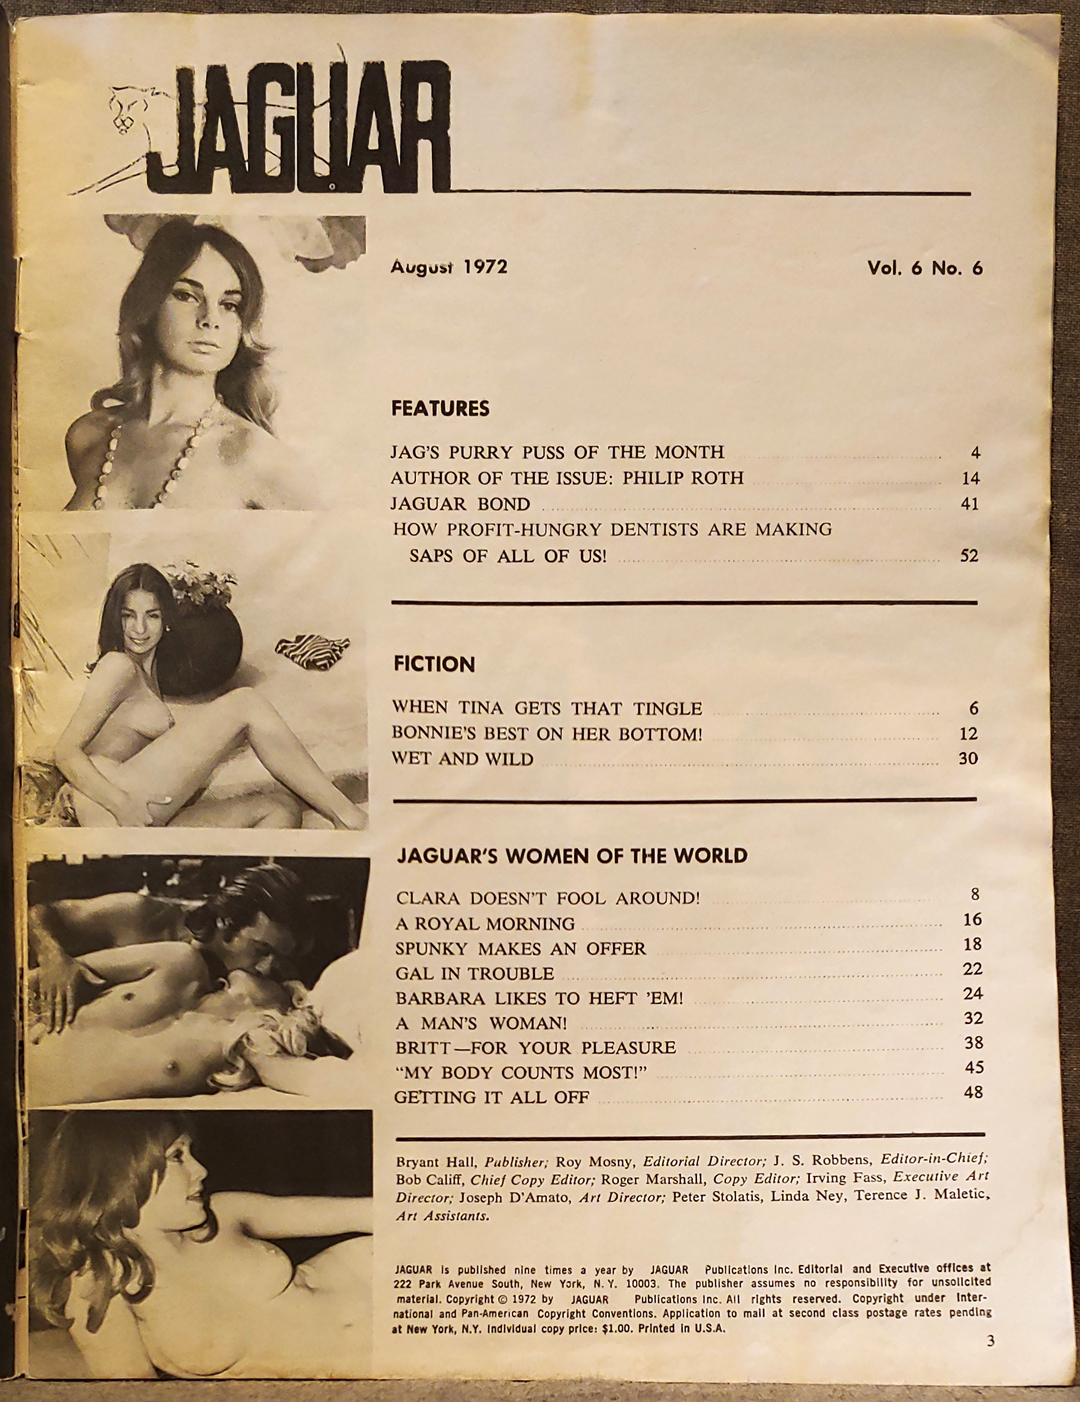 JAGUAR
August 1972 Vol. 6 No. 6
FEATURES
JAG'S PURRY PUSS OF THE MONTH 4
AUTHOR OF THE ISSUE: PHILIP ROTH 14
JAGUAR BOND 41
HOW PROFIT-HUNGRY DENTISTS ARE MAKING
SAPS OF ALL OF US! 52
FICTION
WHEN TINA GETS THAT TINGLE 6
BONNIE'S BEST ON HER BOTTOM! 12
WET AND WILD 30
JAGUAR'S WOMEN OF THE WORLD
CLARA DOESN'T FOOL AROUND! 8
A ROYAL MORNING 16
SPUNKY MAKES AN OFFER 18
GAL IN TROUBLE 22
BARBARA LIKES TO HEFT 'EM! 24
A MAN'S WOMAN! 32
BRITT—FOR YOUR PLEASURE 38
"MY BODY COUNTS MOST!" 45
GETTING IT ALL OFF 48
Bryant Hall, Publisher; Roy Mosny, Editorial Director; J. S. Robbens, Editor-in-Chief;
Bob Califf, Chief Copy Editor; Roger Marshall, Copy Editor; Irving Fass, Executive Art
Director; Joseph D'Amato, Art Director; Peter Stolatis, Linda Ney, Terence J. Maletic,
Art Assistants.
JAGUAR is published nine times a year by JAGUAR Publications Inc. Editorial and Executive offices at
222 Park Avenue South, New York, N.Y. 10003. The publisher assumes no responsibility for unsolicited
material. Copyright © 1972 by JAGUAR Publications Inc. All rights reserved. Copyright under Inter-
national and Pan-American Copyright Conventions. Application to mail at second class postage rates pending
at New York, N.Y. Individual copy price: $1.00. Printed in U.S.A.
3